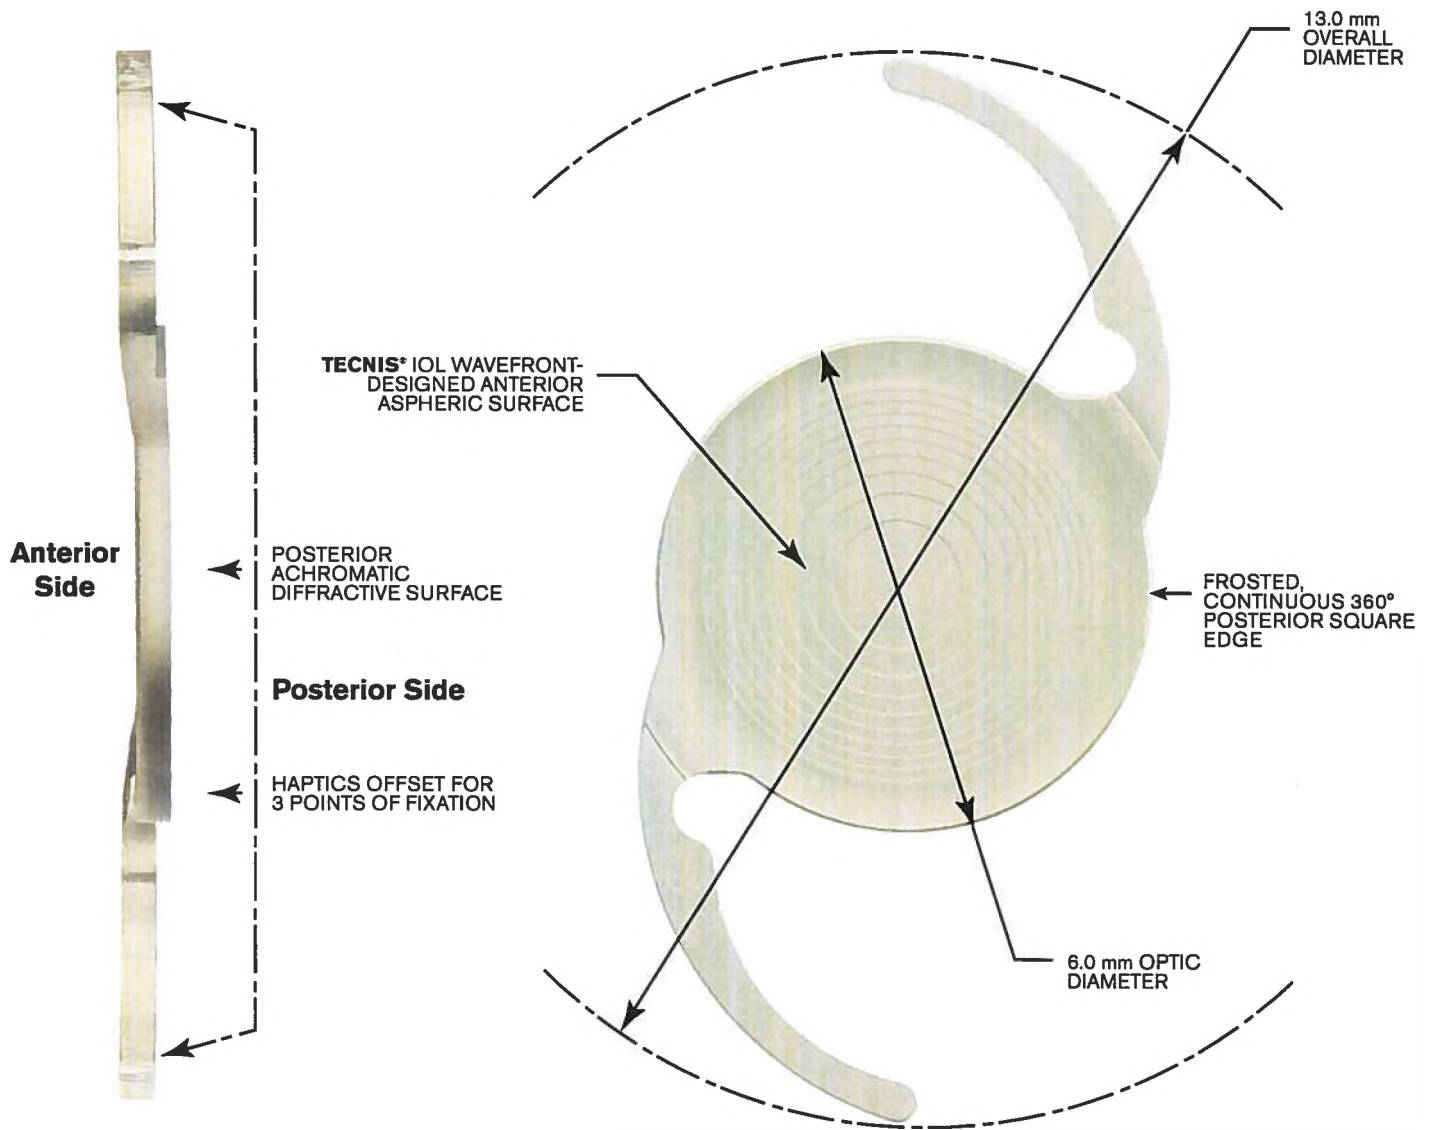 13.0 mm
OVERALL
DIAMETER
TECNIS® IOL WAVEFRONT-
DESIGNED ANTERIOR
ASPHERIC SURFACE
Anterior
Side
POSTERIOR
ACHROMATIC
DIFFRACTIVE SURFACE
FROSTED,
CONTINUOUS 360°
POSTERIOR SQUARE
EDGE
Posterior Side
HAPTICS OFFSET FOR
3 POINTS OF FIXATION
6.0 mm OPTIC
DIAMETER